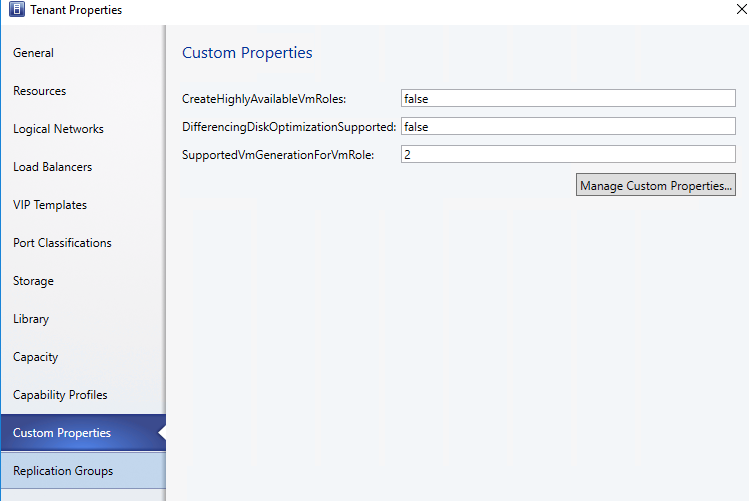 Tenant Properties
General
Resources
Logical Networks
Load Balancers
VIP Templates
Port Classifications
Storage
Library
Capacity
Capability Profiles
Custom Properties
Replication Groups
Custom Properties
CreateHighlyAvailableVmRoles: false
DifferencingDiskOptimizationSupported: false
SupportedVmGenerationForVmRole: 2
Manage Custom Properties...